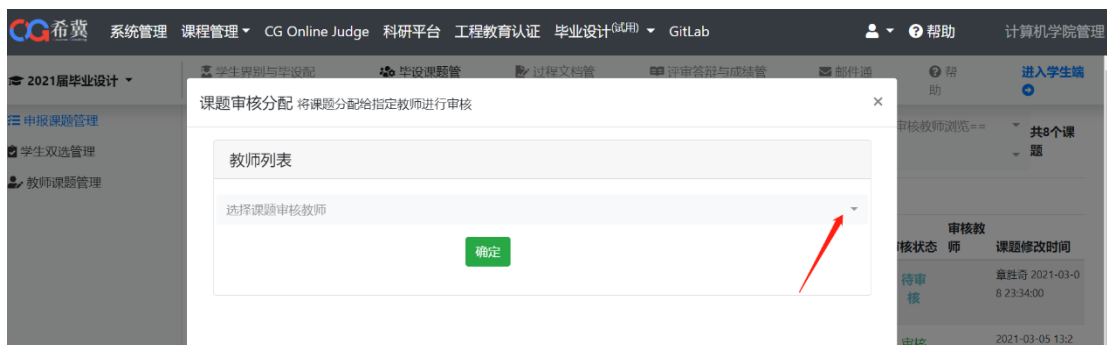 CG希冀 系统管理 课程管理 CG Online Judge 科研平台 工程教育认证 毕业设计(试用) GitLab 帮助 计算机学院管理
2021届毕业设计 学生界别与毕设配 毕设课题管 过程文档管 评审答辩与成绩管 邮件通 帮助 进入学生端
课题审核分配 将课题分配给指定教师进行审核 ×
申报课题管理
学生双选管理
教师课题管理
审核教师浏览==
共8个课题
教师列表
选择课题审核教师
确定
核状态 审核教师 课题修改时间
待审核 章胜奇 2021-03-0
8 23:34:00
审核 2021-03-05 13:2